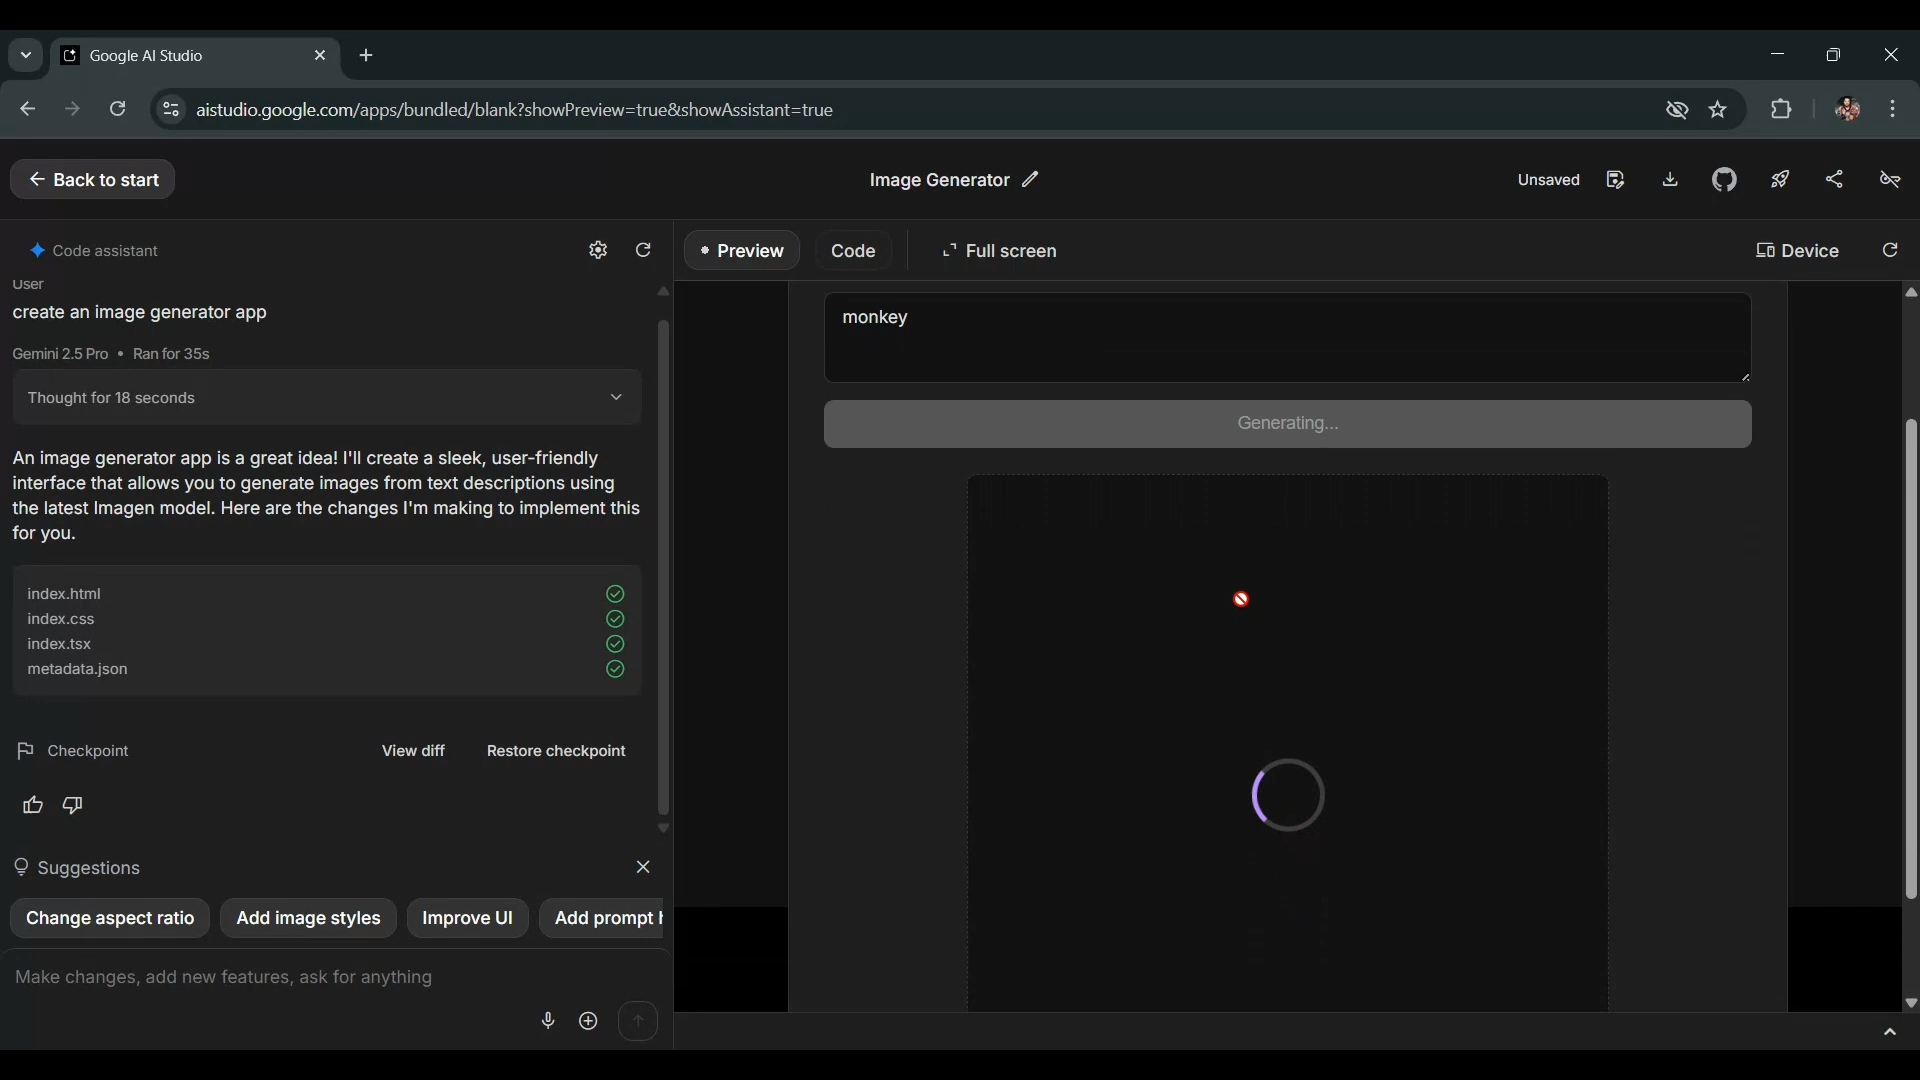 Google AI Studio
aistudio.google.com/apps/bundled/blank?showPreview=true&showAssistant=true
Back to start
Image Generator
Unsaved
Code assistant
Preview
Code
Full screen
Device
User
create an image generator app
Gemini 2.5 Pro • Ran for 35s
Thought for 18 seconds
An image generator app is a great idea! I'll create a sleek, user-friendly
interface that allows you to generate images from text descriptions using
the latest Imagen model. Here are the changes I'm making to implement this
for you.
index.html
index.css
index.tsx
metadata.json
Checkpoint
View diff
Restore checkpoint
Suggestions
Change aspect ratio
Add image styles
Improve UI
Add prompt
Make changes, add new features, ask for anything
monkey
Generating...